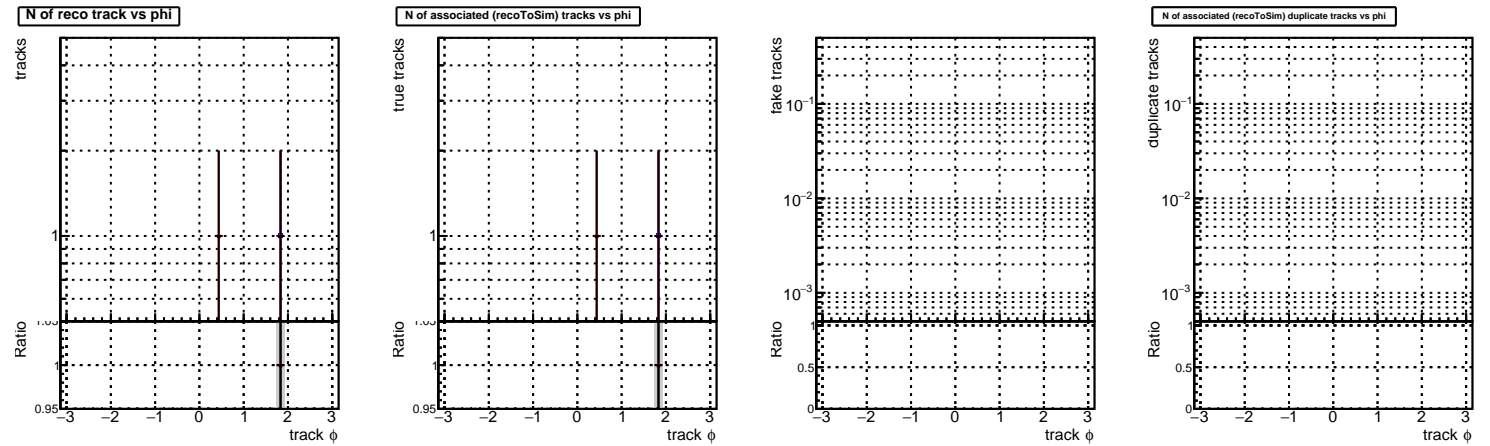 N of reco track vs phi
tracks
1
Ratio
1
0.95
−3 −2 −1 0 1 2 3
track ϕ
N of associated (recoToSim) tracks vs phi
true tracks
1
Ratio
1
0.95
−3 −2 −1 0 1 2 3
track ϕ
fake tracks
10−1
10−2
10−3
Ratio
1
0.5
0
−3 −2 −1 0 1 2 3
track ϕ
N of associated (recoToSim) duplicate tracks vs phi
duplicate tracks
10−1
10−2
10−3
Ratio
1
0.5
0
−3 −2 −1 0 1 2 3
track ϕ